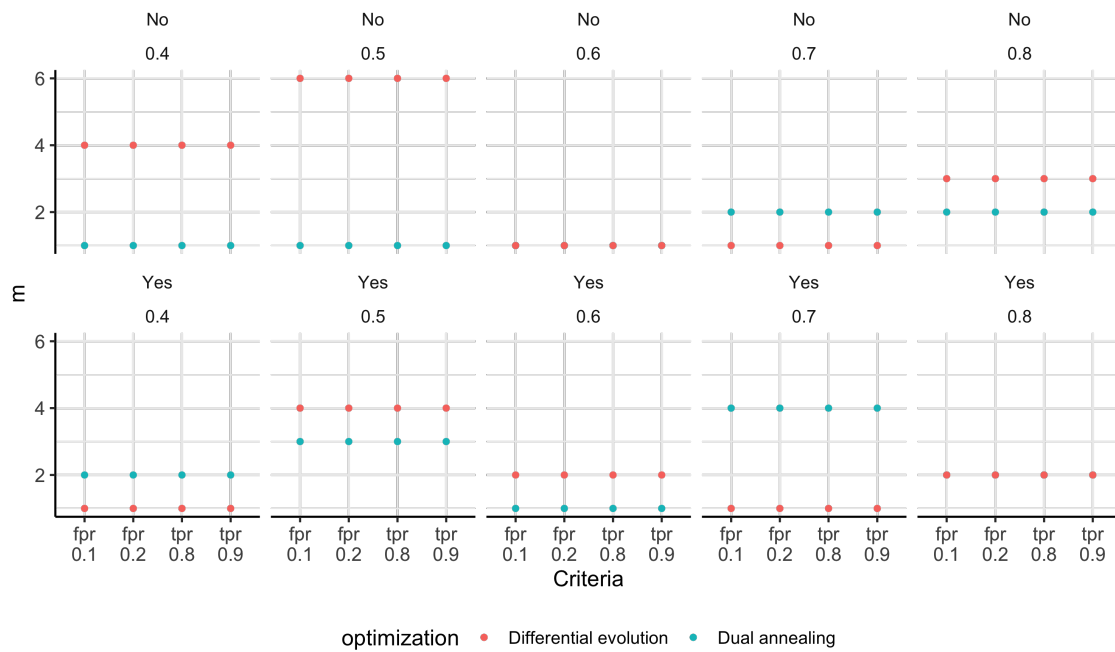 No No No No No
0.4 0.5 0.6 0.7 0.8
6
4
2
m
Yes Yes Yes Yes Yes
0.4 0.5 0.6 0.7 0.8
6
4
2
fpr fpr tpr tpr fpr fpr tpr tpr fpr fpr tpr tpr fpr fpr tpr tpr fpr fpr tpr tpr
0.1 0.2 0.8 0.9 0.1 0.2 0.8 0.9 0.1 0.2 0.8 0.9 0.1 0.2 0.8 0.9 0.1 0.2 0.8 0.9
Criteria
optimization Differential evolution Dual annealing